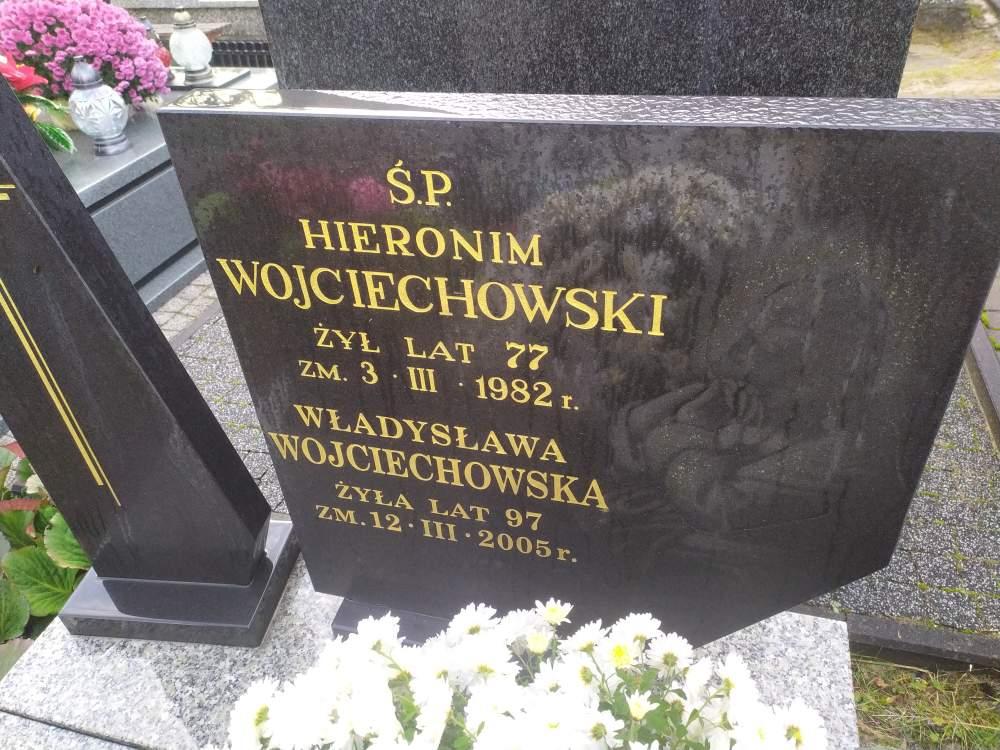 Ś.P.
HIERONIM
WOJCIECHOWSKI
ŻYŁ LAT 77
ZM. 3 · III · 1982 r.
WŁADYSŁAWA
WOJCIECHOWSKA
ŻYŁA LAT 97
ZM. 12 · III · 2005 r.